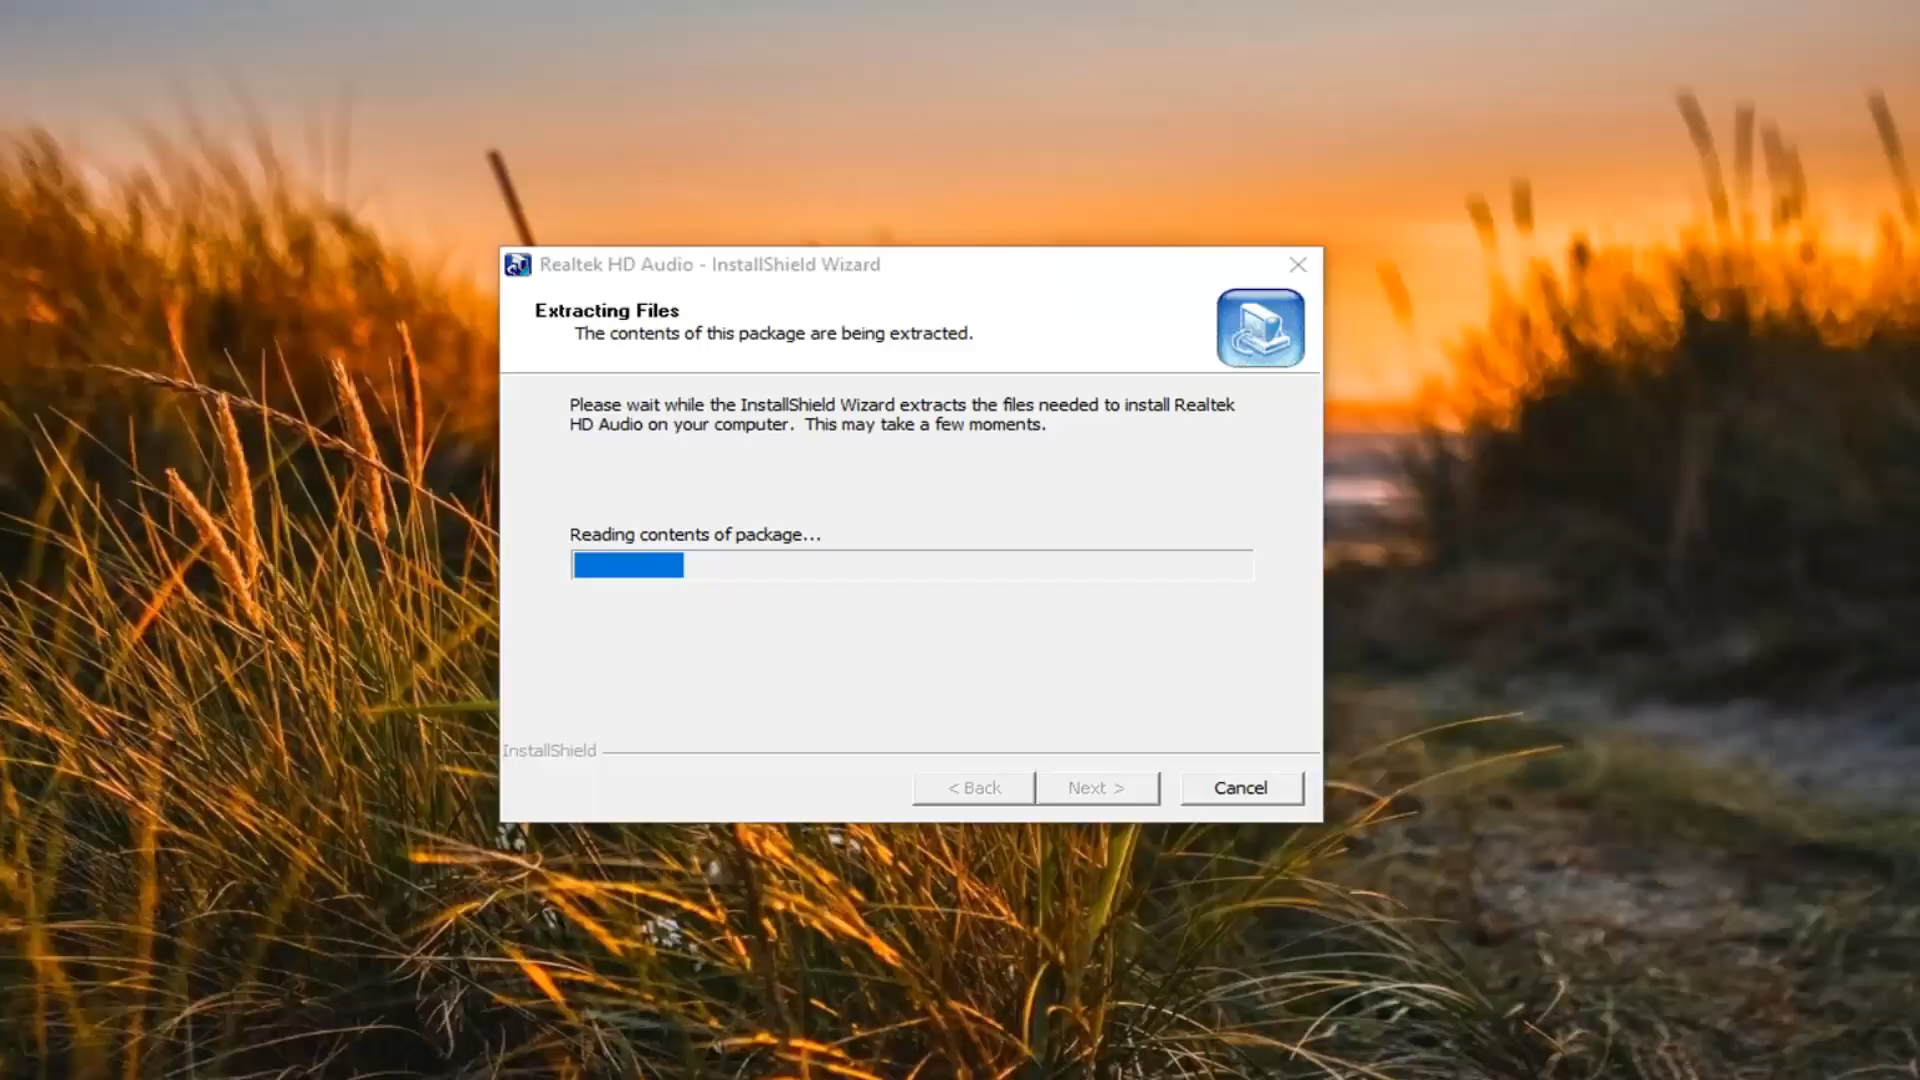 Realtek HD Audio - InstallShield Wizard
Extracting Files
The contents of this package are being extracted.
Please wait while the InstallShield Wizard extracts the files needed to install Realtek
HD Audio on your computer.  This may take a few moments.
Reading contents of package...
InstallShield
< Back
Next >
Cancel